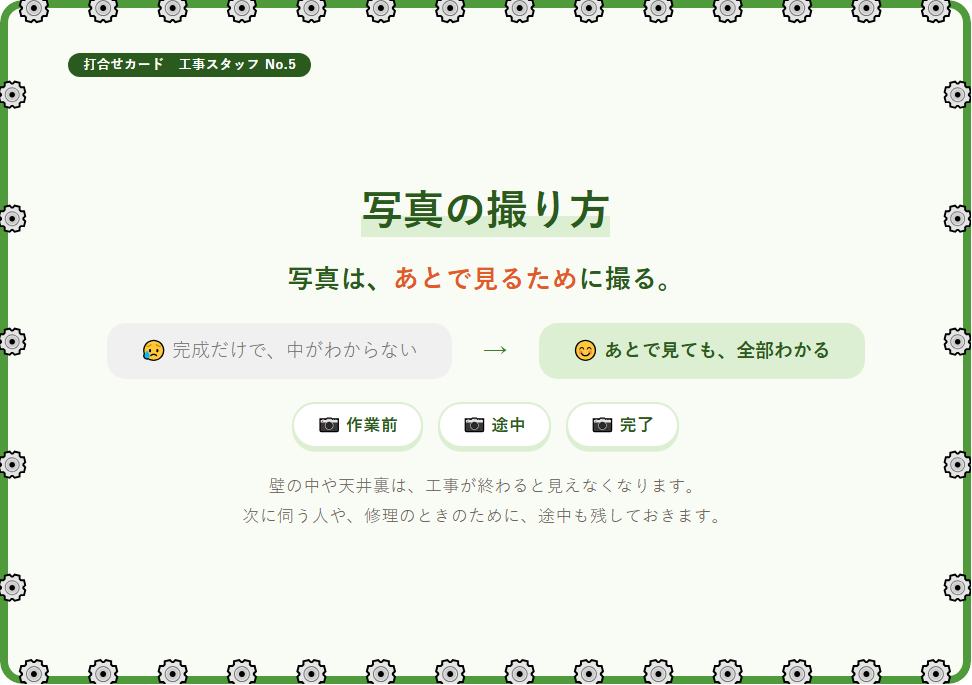 打合せカード　工事スタッフ No.5
写真の撮り方
写真は、あとで見るために撮る。
😥 完成だけで、中がわからない → 😊 あとで見ても、全部わかる
📷 作業前 📷 途中 📷 完了
壁の中や天井裏は、工事が終わると見えなくなります。
次に伺う人や、修理のときのために、途中も残しておきます。